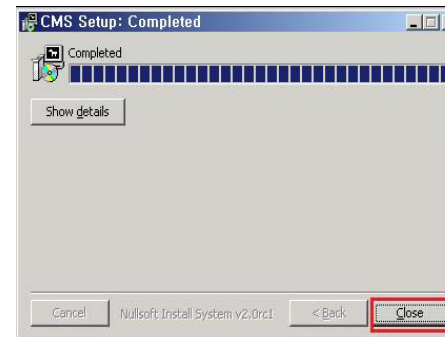 CMS Setup: Completed
Completed
Show details
Cancel
Nullsoft Install System v2.0rc1
< Back
Close